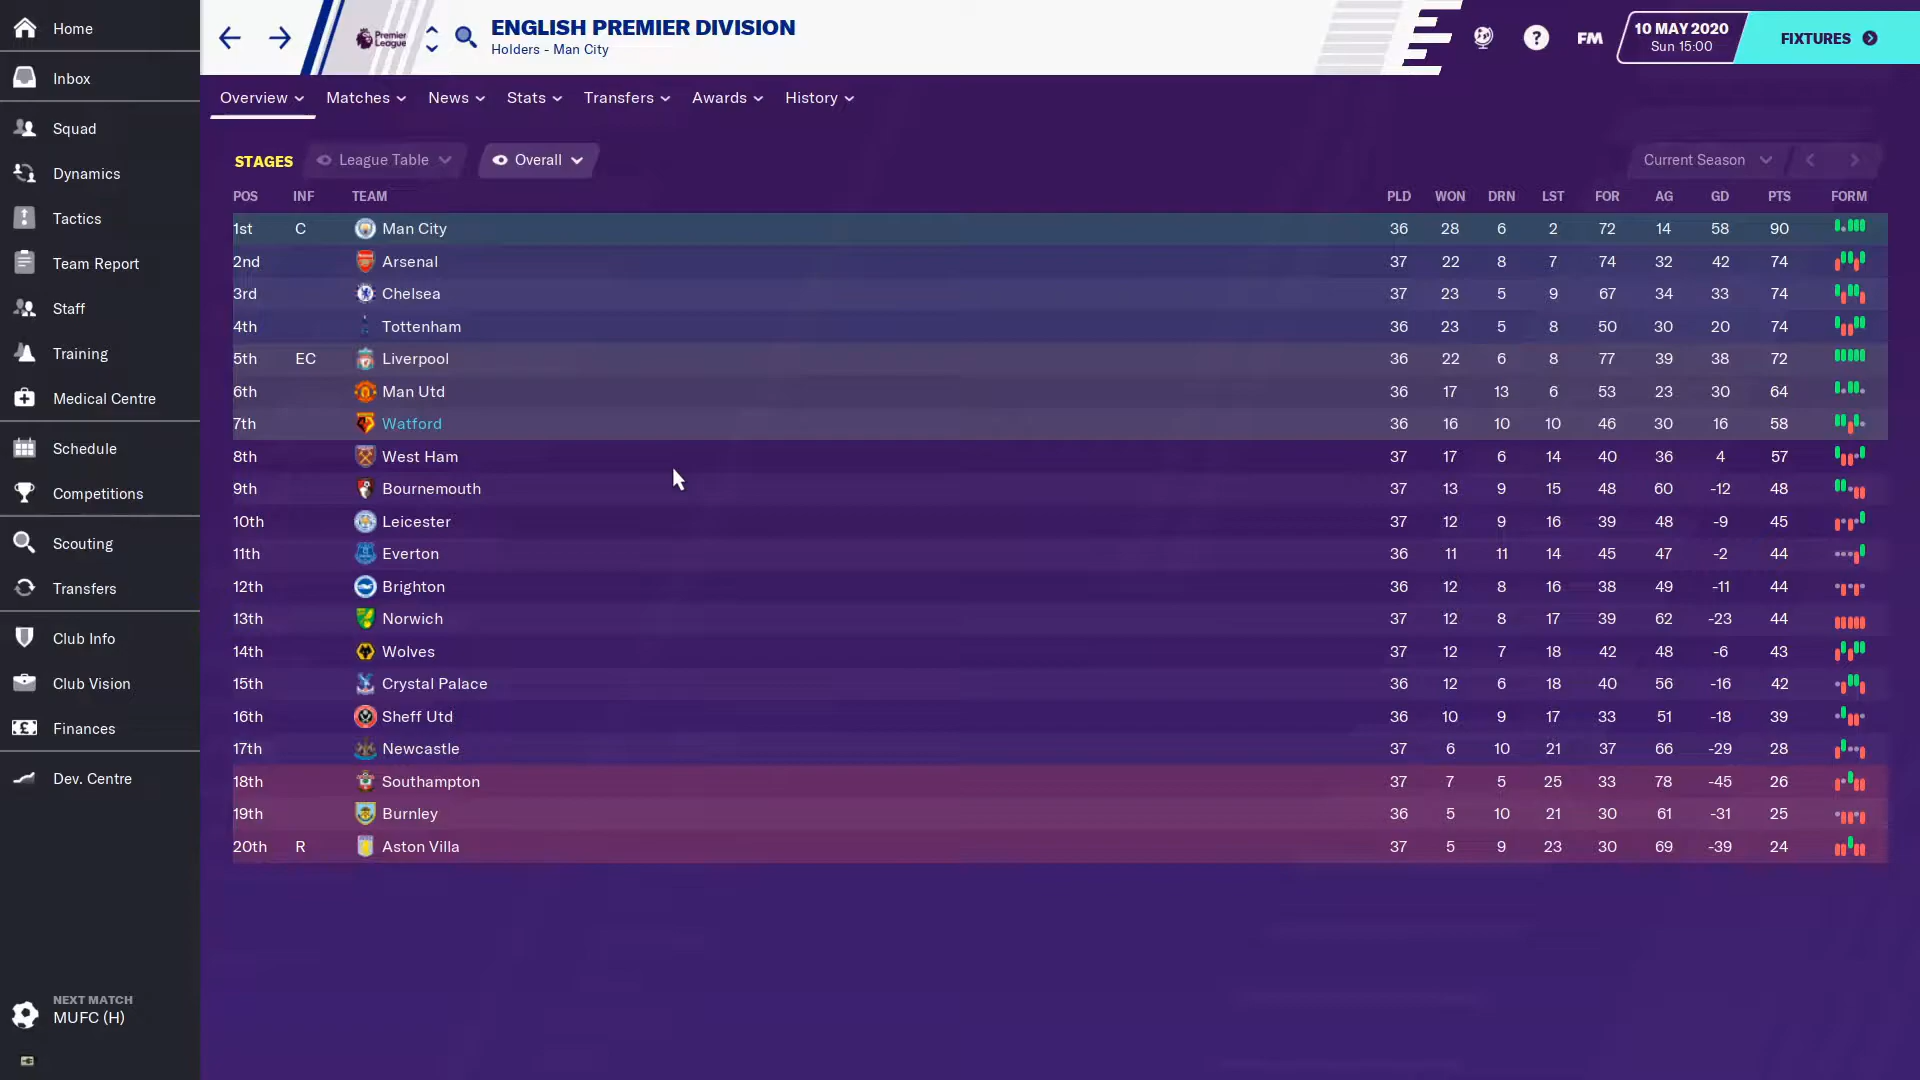 Home
Inbox
Squad
Dynamics
Tactics
Team Report
Staff
Training
Medical Centre
Schedule
Competitions
Scouting
Transfers
Club Info
Club Vision
Finances
Dev. Centre
NEXT MATCH
MUFC (H)
Premier League
ENGLISH PREMIER DIVISION
Holders - Man City
FM
10 MAY 2020
Sun 15:00
FIXTURES
Overview Matches News Stats Transfers Awards History
STAGES League Table Overall Current Season
POS INF TEAM PLD WON DRN LST FOR AG GD PTS FORM
1st C Man City 36 28 6 2 72 14 58 90
2nd Arsenal 37 22 8 7 74 32 42 74
3rd Chelsea 37 23 5 9 67 34 33 74
4th Tottenham 36 23 5 8 50 30 20 74
5th EC Liverpool 36 22 6 8 77 39 38 72
6th Man Utd 36 17 13 6 53 23 30 64
7th Watford 36 16 10 10 46 30 16 58
8th West Ham 37 17 6 14 40 36 4 57
9th Bournemouth 37 13 9 15 48 60 -12 48
10th Leicester 37 12 9 16 39 48 -9 45
11th Everton 36 11 11 14 45 47 -2 44
12th Brighton 36 12 8 16 38 49 -11 44
13th Norwich 37 12 8 17 39 62 -23 44
14th Wolves 37 12 7 18 42 48 -6 43
15th Crystal Palace 36 12 6 18 40 56 -16 42
16th Sheff Utd 36 10 9 17 33 51 -18 39
17th Newcastle 37 6 10 21 37 66 -29 28
18th Southampton 37 7 5 25 33 78 -45 26
19th Burnley 36 5 10 21 30 61 -31 25
20th R Aston Villa 37 5 9 23 30 69 -39 24